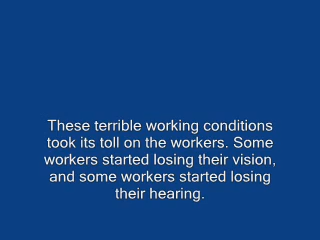 These terrible working conditions
took its toll on the workers. Some
workers started losing their vision,
and some workers started losing
their hearing.